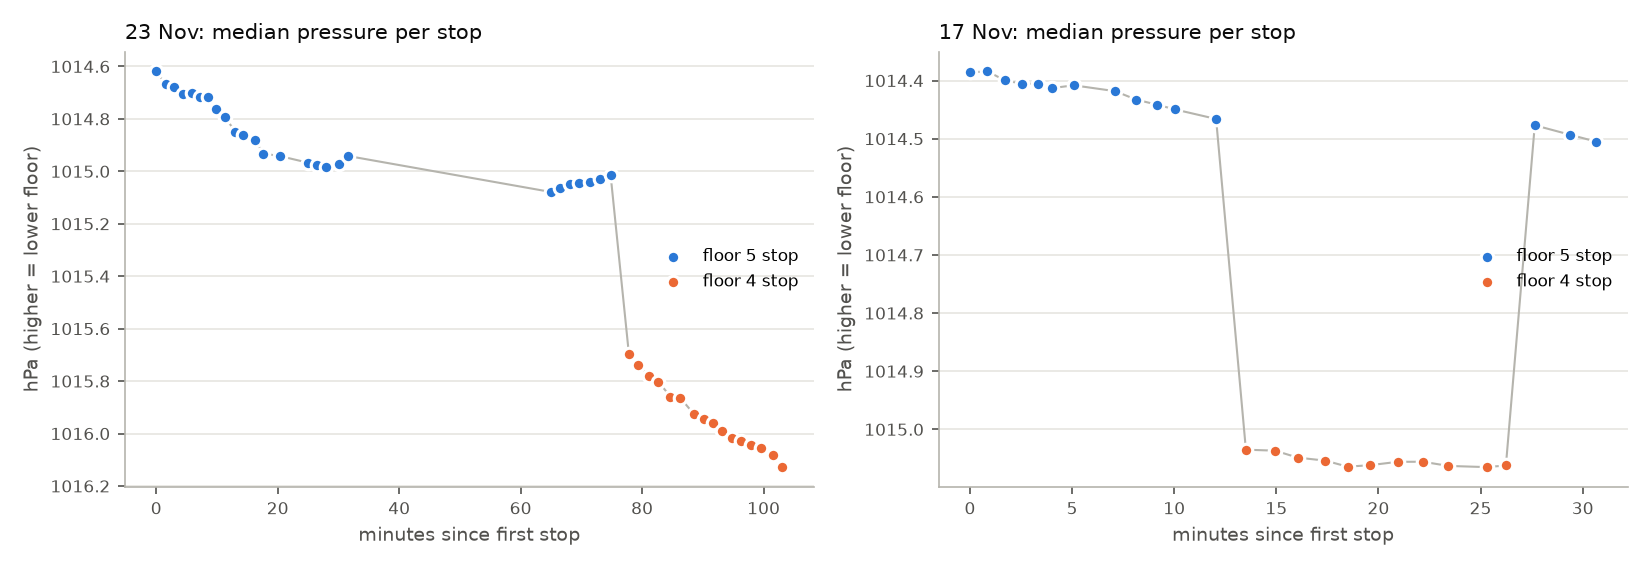 23 Nov: median pressure per stop
hPa (higher = lower floor)
1014.6
1014.8
1015.0
1015.2
1015.4
1015.6
1015.8
1016.0
1016.2
floor 5 stop
floor 4 stop
0 20 40 60 80 100
minutes since first stop
17 Nov: median pressure per stop
hPa (higher = lower floor)
1014.4
1014.5
1014.6
1014.7
1014.8
1014.9
1015.0
floor 5 stop
floor 4 stop
0 5 10 15 20 25 30
minutes since first stop